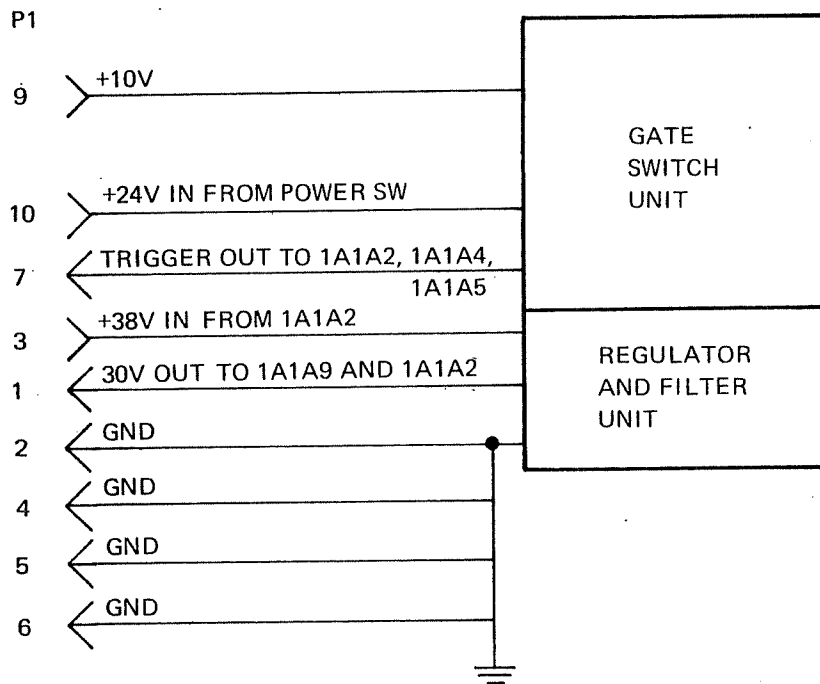 P1
9 +10V
10 +24V IN FROM POWER SW
7 TRIGGER OUT TO 1A1A2, 1A1A4,
1A1A5
3 +38V IN FROM 1A1A2
1 30V OUT TO 1A1A9 AND 1A1A2
2 GND
4 GND
5 GND
6 GND
GATE
SWITCH
UNIT
REGULATOR
AND FILTER
UNIT